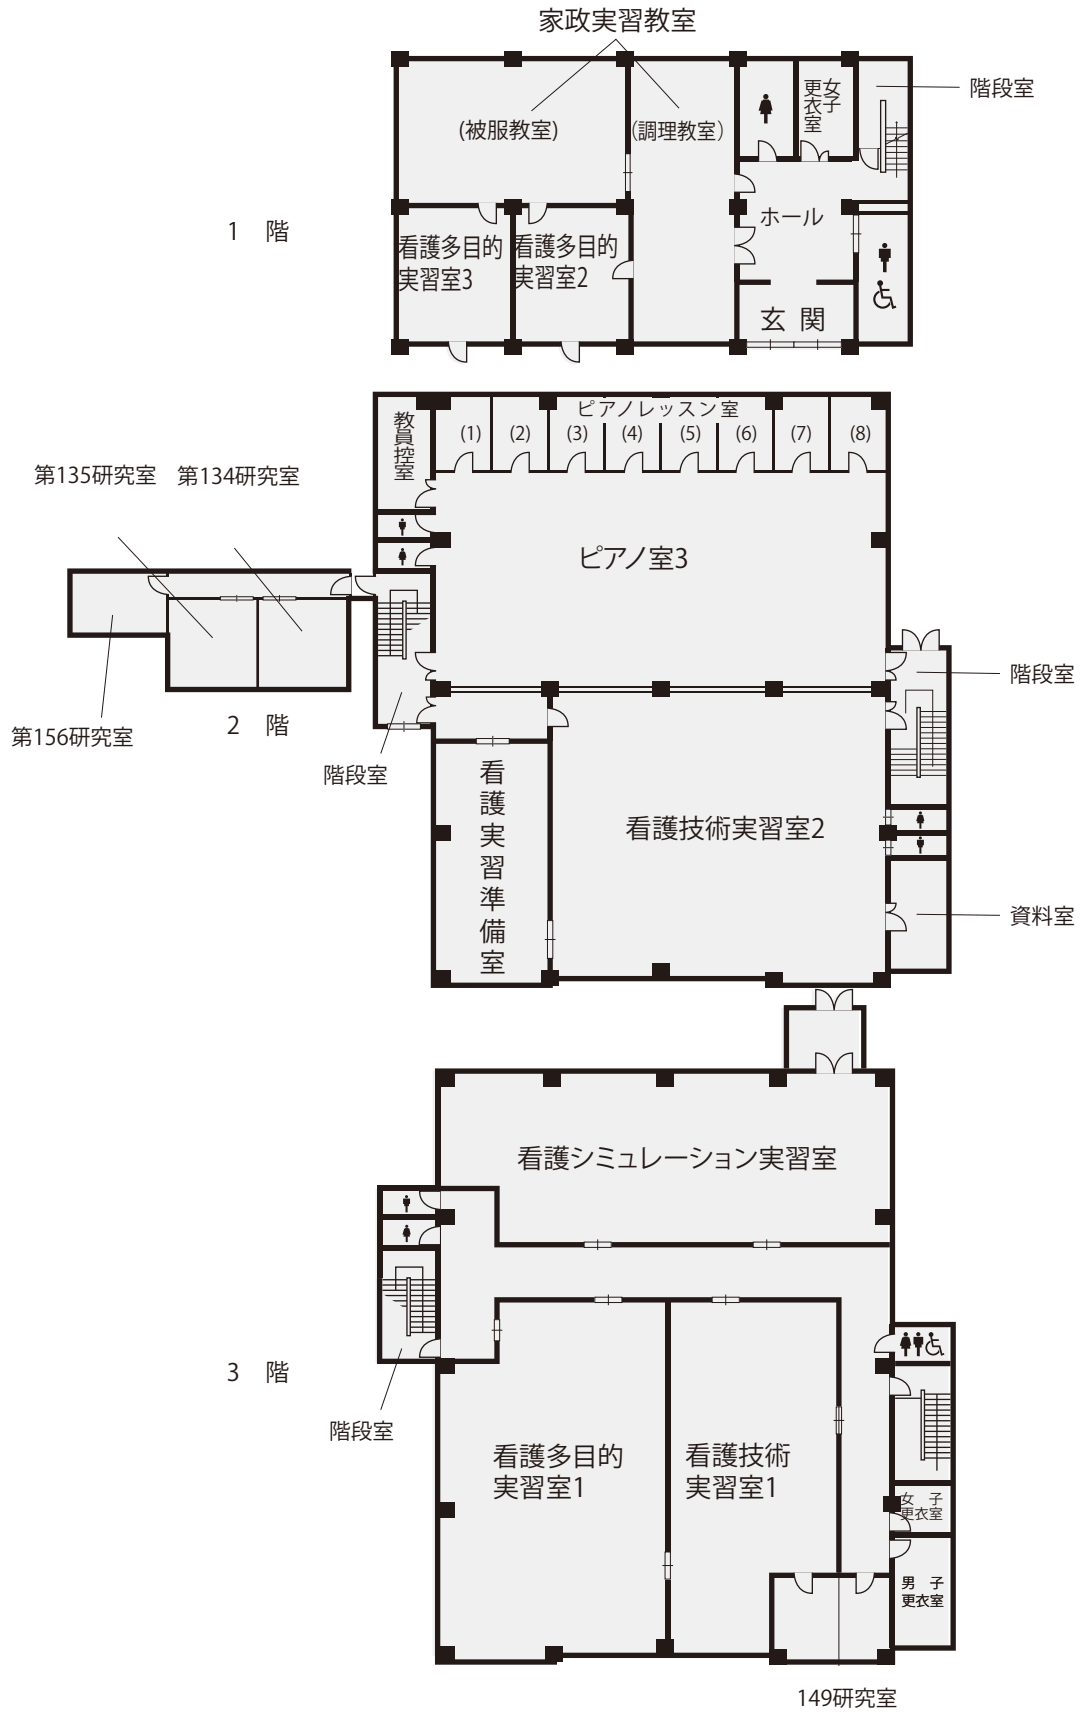 家政実習教室
階段室
女子
更衣室
(被服教室)
(調理教室)
ホール
1 階
看護多目的
実習室3
看護多目的
実習室2
玄 関
ピアノレッスン室
教員控室
(1)
(2)
(3)
(4)
(5)
(6)
(7)
(8)
第135研究室
第134研究室
ピアノ室3
階段室
第156研究室
2 階
階段室
看護実習準備室
看護技術実習室2
資料室
看護シミュレーション実習室
3 階
階段室
看護多目的
実習室1
看護技術
実習室1
女 子
更衣室
男 子
更衣室
149研究室